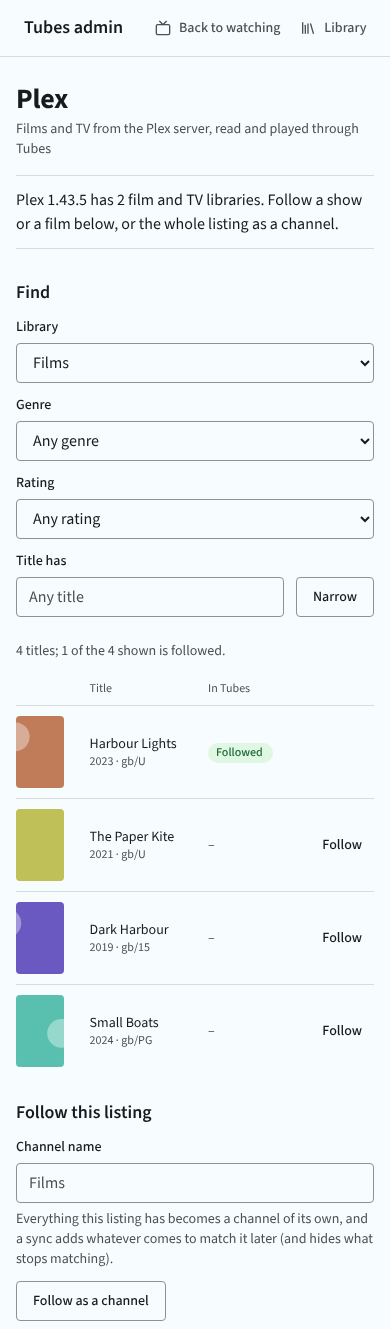 Tubes admin
Back to watching
Library
Plex
Films and TV from the Plex server, read and played through
Tubes
Plex 1.43.5 has 2 film and TV libraries. Follow a show
or a film below, or the whole listing as a channel.
Find
Library
Films
Genre
Any genre
Rating
Any rating
Title has
Any title
Narrow
4 titles; 1 of the 4 shown is followed.
Title
In Tubes
Harbour Lights
2023 · gb/U
Followed
The Paper Kite
2021 · gb/U
–
Follow
Dark Harbour
2019 · gb/15
–
Follow
Small Boats
2024 · gb/PG
–
Follow
Follow this listing
Channel name
Films
Everything this listing has becomes a channel of its own, and
a sync adds whatever comes to match it later (and hides what
stops matching).
Follow as a channel